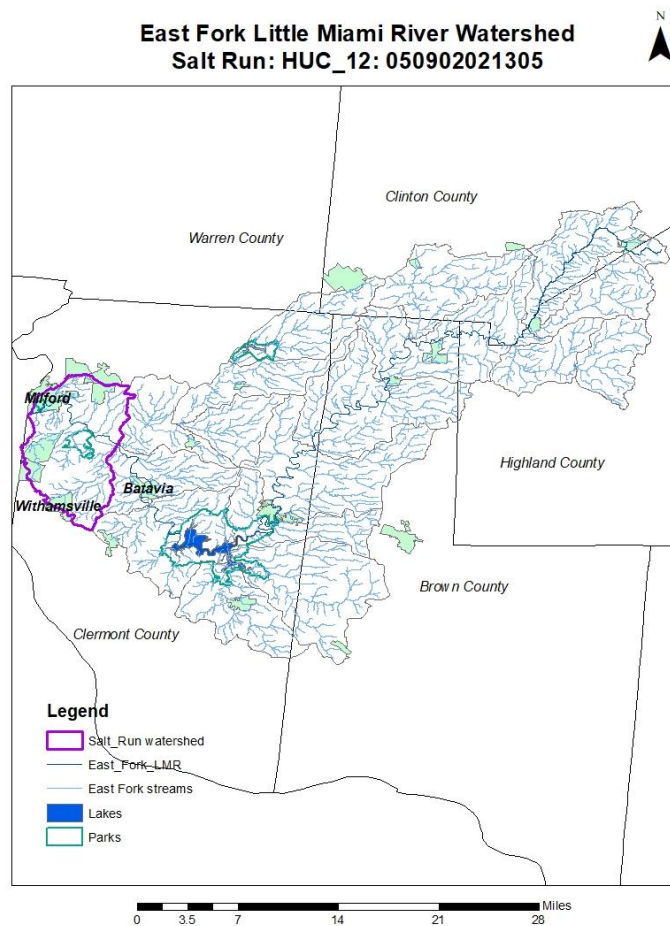 East Fork Little Miami River Watershed
Salt Run: HUC_12: 050902021305
N
Clinton County
Warren County
Milford
Highland County
Batavia
Withamsville
Brown County
Clermont County
Legend
Salt_Run watershed
East_Fork_LMR
East Fork streams
Lakes
Parks
Miles
0 3.5 7 14 21 28